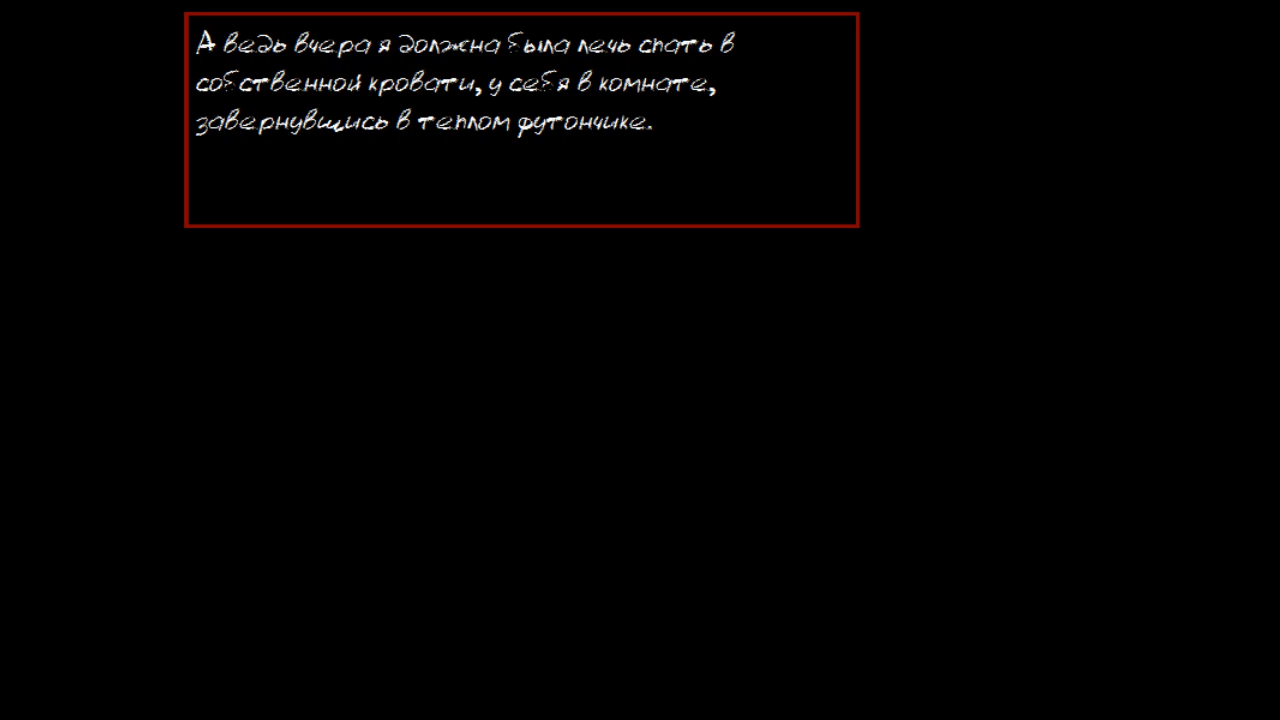 А ведь вчера я должна была лечь спать в
собственной кровати, у себя в комнате,
завернувшись в теплом футончике.